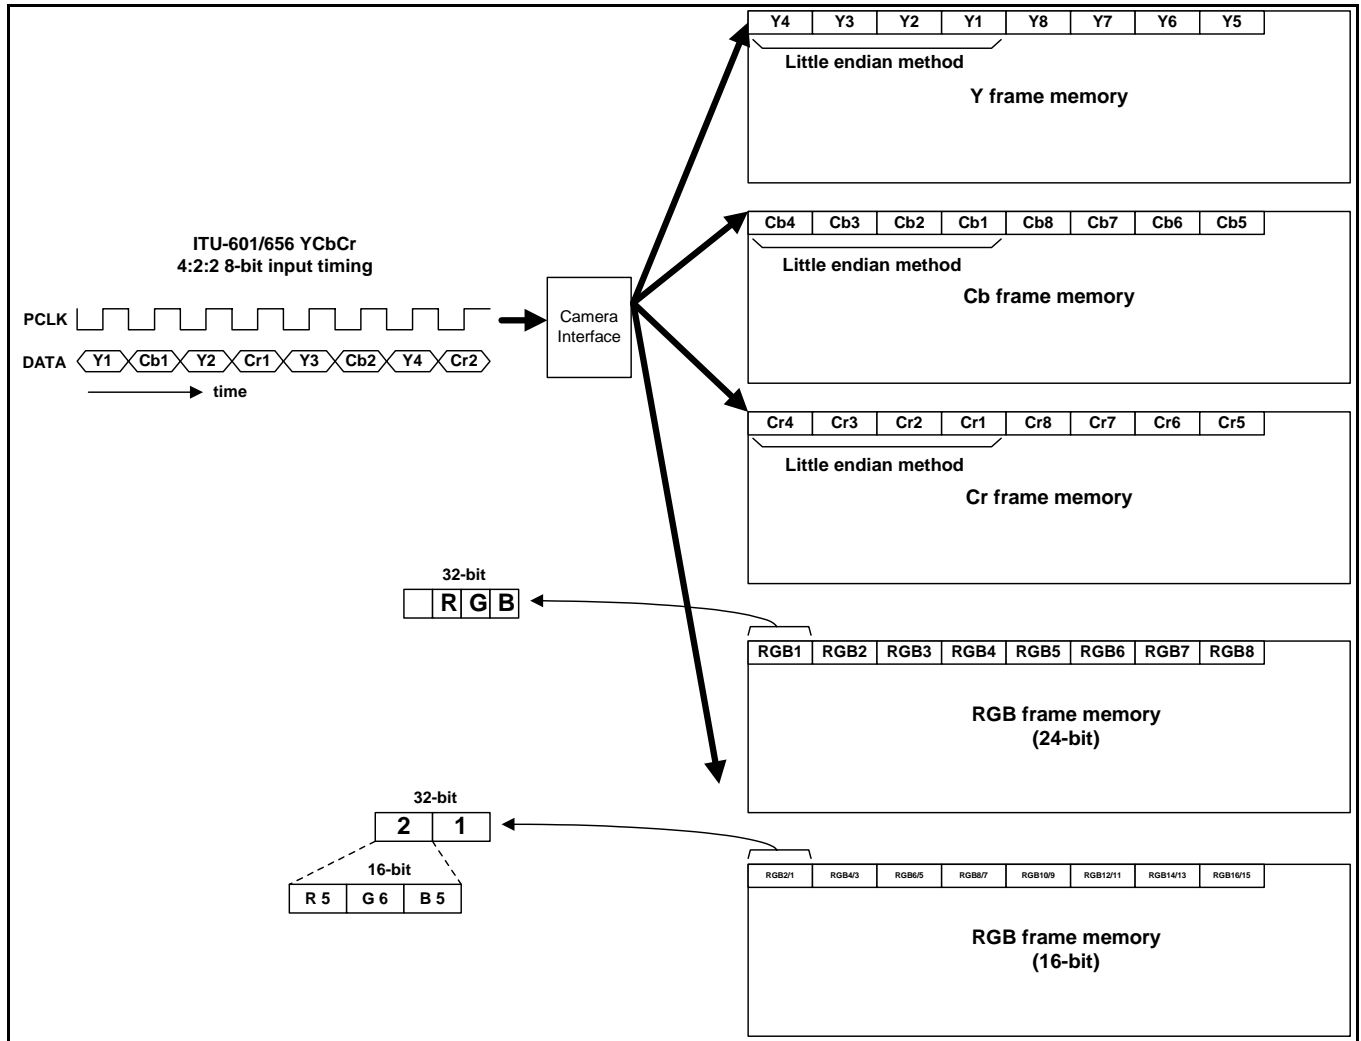 Y4 Y3 Y2 Y1 Y8 Y7 Y6 Y5
Little endian method
Y frame memory
Cb4 Cb3 Cb2 Cb1 Cb8 Cb7 Cb6 Cb5
Little endian method
Cb frame memory
ITU-601/656 YCbCr
4:2:2 8-bit input timing
PCLK
DATA Y1 Cb1 Y2 Cr1 Y3 Cb2 Y4 Cr2
time
Camera
Interface
Cr4 Cr3 Cr2 Cr1 Cr8 Cr7 Cr6 Cr5
Little endian method
Cr frame memory
32-bit
R G B
RGB1 RGB2 RGB3 RGB4 RGB5 RGB6 RGB7 RGB8
RGB frame memory
(24-bit)
32-bit
2 1
16-bit
R 5 G 6 B 5
RGB2/1 RGB4/3 RGB6/5 RGB8/7 RGB10/9 RGB12/11 RGB14/13 RGB16/15
RGB frame memory
(16-bit)